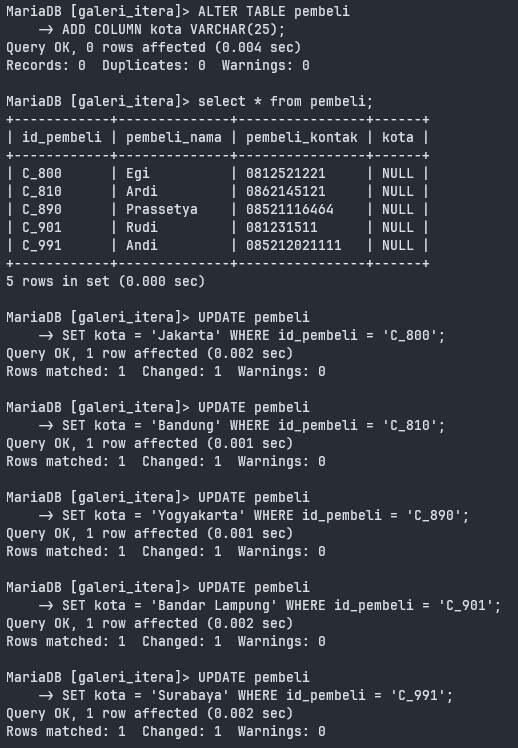 MariaDB [galeri_itera]> ALTER TABLE pembeli
    -> ADD COLUMN kota VARCHAR(25);
Query OK, 0 rows affected (0.004 sec)
Records: 0  Duplicates: 0  Warnings: 0

MariaDB [galeri_itera]> select * from pembeli;
+------------+--------------+----------------+------+
| id_pembeli | pembeli_nama | pembeli_kontak | kota |
+------------+--------------+----------------+------+
| C_800      | Egi          | 0812521221     | NULL |
| C_810      | Ardi         | 0862145121     | NULL |
| C_890      | Prassetya    | 08521116464    | NULL |
| C_901      | Rudi         | 081231511      | NULL |
| C_991      | Andi         | 085212021111   | NULL |
+------------+--------------+----------------+------+
5 rows in set (0.000 sec)

MariaDB [galeri_itera]> UPDATE pembeli
    -> SET kota = 'Jakarta' WHERE id_pembeli = 'C_800';
Query OK, 1 row affected (0.002 sec)
Rows matched: 1  Changed: 1  Warnings: 0

MariaDB [galeri_itera]> UPDATE pembeli
    -> SET kota = 'Bandung' WHERE id_pembeli = 'C_810';
Query OK, 1 row affected (0.001 sec)
Rows matched: 1  Changed: 1  Warnings: 0

MariaDB [galeri_itera]> UPDATE pembeli
    -> SET kota = 'Yogyakarta' WHERE id_pembeli = 'C_890';
Query OK, 1 row affected (0.001 sec)
Rows matched: 1  Changed: 1  Warnings: 0

MariaDB [galeri_itera]> UPDATE pembeli
    -> SET kota = 'Bandar Lampung' WHERE id_pembeli = 'C_901';
Query OK, 1 row affected (0.002 sec)
Rows matched: 1  Changed: 1  Warnings: 0

MariaDB [galeri_itera]> UPDATE pembeli
    -> SET kota = 'Surabaya' WHERE id_pembeli = 'C_991';
Query OK, 1 row affected (0.002 sec)
Rows matched: 1  Changed: 1  Warnings: 0